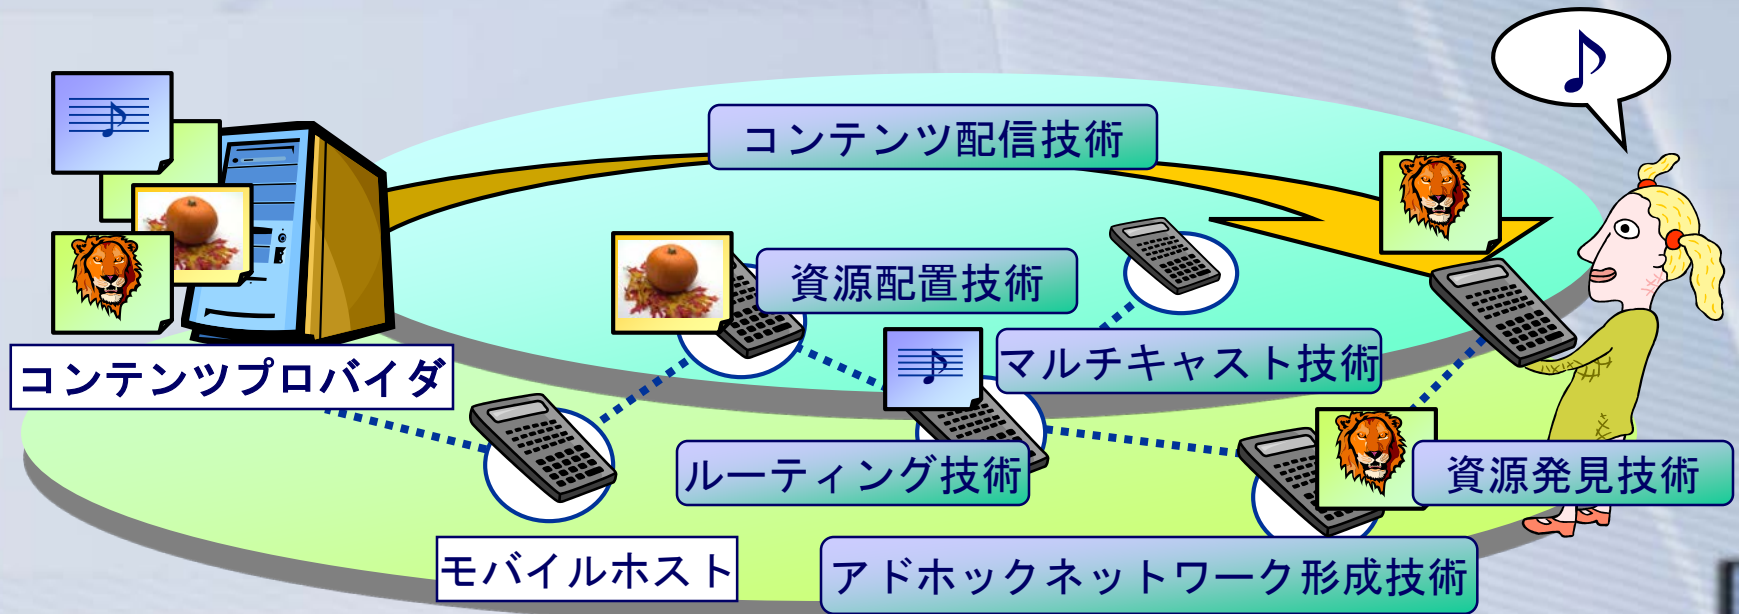 コンテンツ配信技術
資源配置技術
マルチキャスト技術
コンテンツプロバイダ
ルーティング技術
資源発見技術
モバイルホスト
アドホックネットワーク形成技術